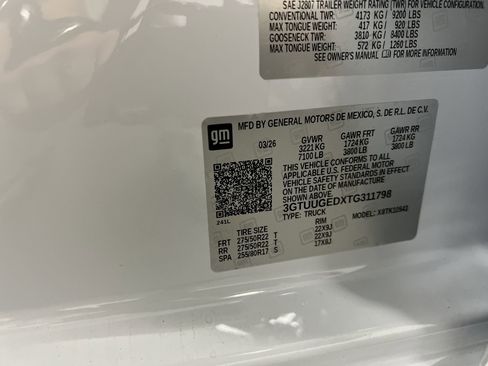 SAE J2807 TRAILER WEIGHT RATING (TWR) FOR VEHICLE CONFIGURATION.
CONVENTIONAL TWR: 4173 KG / 9200 LBS
MAX TONGUE WEIGHT: 417 KG / 920 LBS
GOOSENECK TWR: 3810 KG / 8400 LBS
MAX TONGUE WEIGHT: 572 KG / 1260 LBS
SEE OWNER'S MANUAL FOR MORE INFORMATION
gm
MFD BY GENERAL MOTORS DE MEXICO, S. DE R.L. DE C.V.
03/26 GVWR GAWR FRT GAWR RR
3221 KG 1724 KG 1724 KG
7100 LB 3800 LBS 3800 LBS
THIS VEHICLE CONFORMS TO ALL APPLICABLE
U.S. FEDERAL MOTOR VEHICLE SAFETY
STANDARDS IN EFFECT ON THE DATE OF
MANUFACTURE SHOWN ABOVE.
3GTUUGEDXTG311798
TYPE: TRUCK MODEL:
241L
TIRE SIZE RIM
FRT 275/50R22 T 22X9J
RR 275/50R22 T 22X9J
SPA 255/80R17 S 17X8J